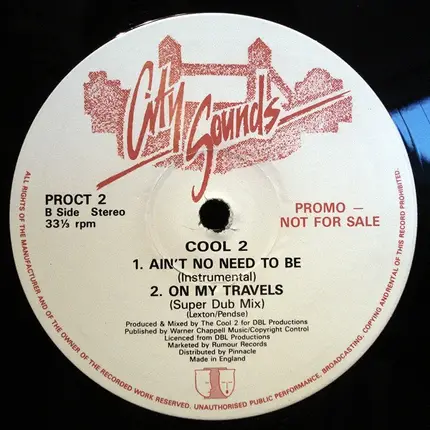 City
Sounds
PROCT 2
B Side Stereo
33⅓ rpm
PROMO —
NOT FOR SALE
COOL 2
1. AIN'T NO NEED TO BE
(Instrumental)
2. ON MY TRAVELS
(Super Dub Mix)
(Lexton/Pendse)
Produced & Mixed by The Cool 2 for DBL Productions
Published by Warner Chappell Music/Copyright Control
Licenced from DBL Productions
Marketed by Rumour Records
Distributed by Pinnacle
Made in England
ALL RIGHTS OF THE MANUFACTURER AND OF THE OWNER OF THE RECORDED WORK RESERVED. UNAUTHORISED PUBLIC PERFORMANCE, BROADCASTING, COPYING AND RENTAL OF THIS RECORD PROHIBITED.